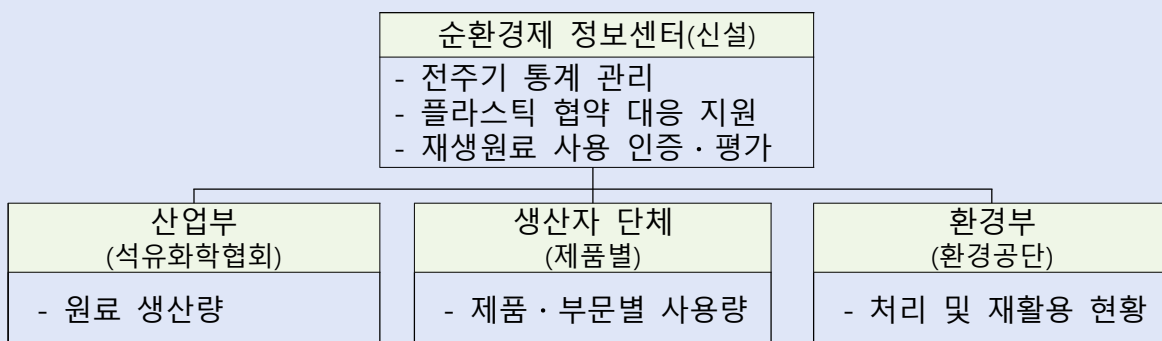 순환경제 정보센터(신설)
- 전주기 통계 관리
- 플라스틱 협약 대응 지원
- 재생원료 사용 인증·평가
산업부
(석유화학협회)
- 원료 생산량
생산자 단체
(제품별)
- 제품·부문별 사용량
환경부
(환경공단)
- 처리 및 재활용 현황